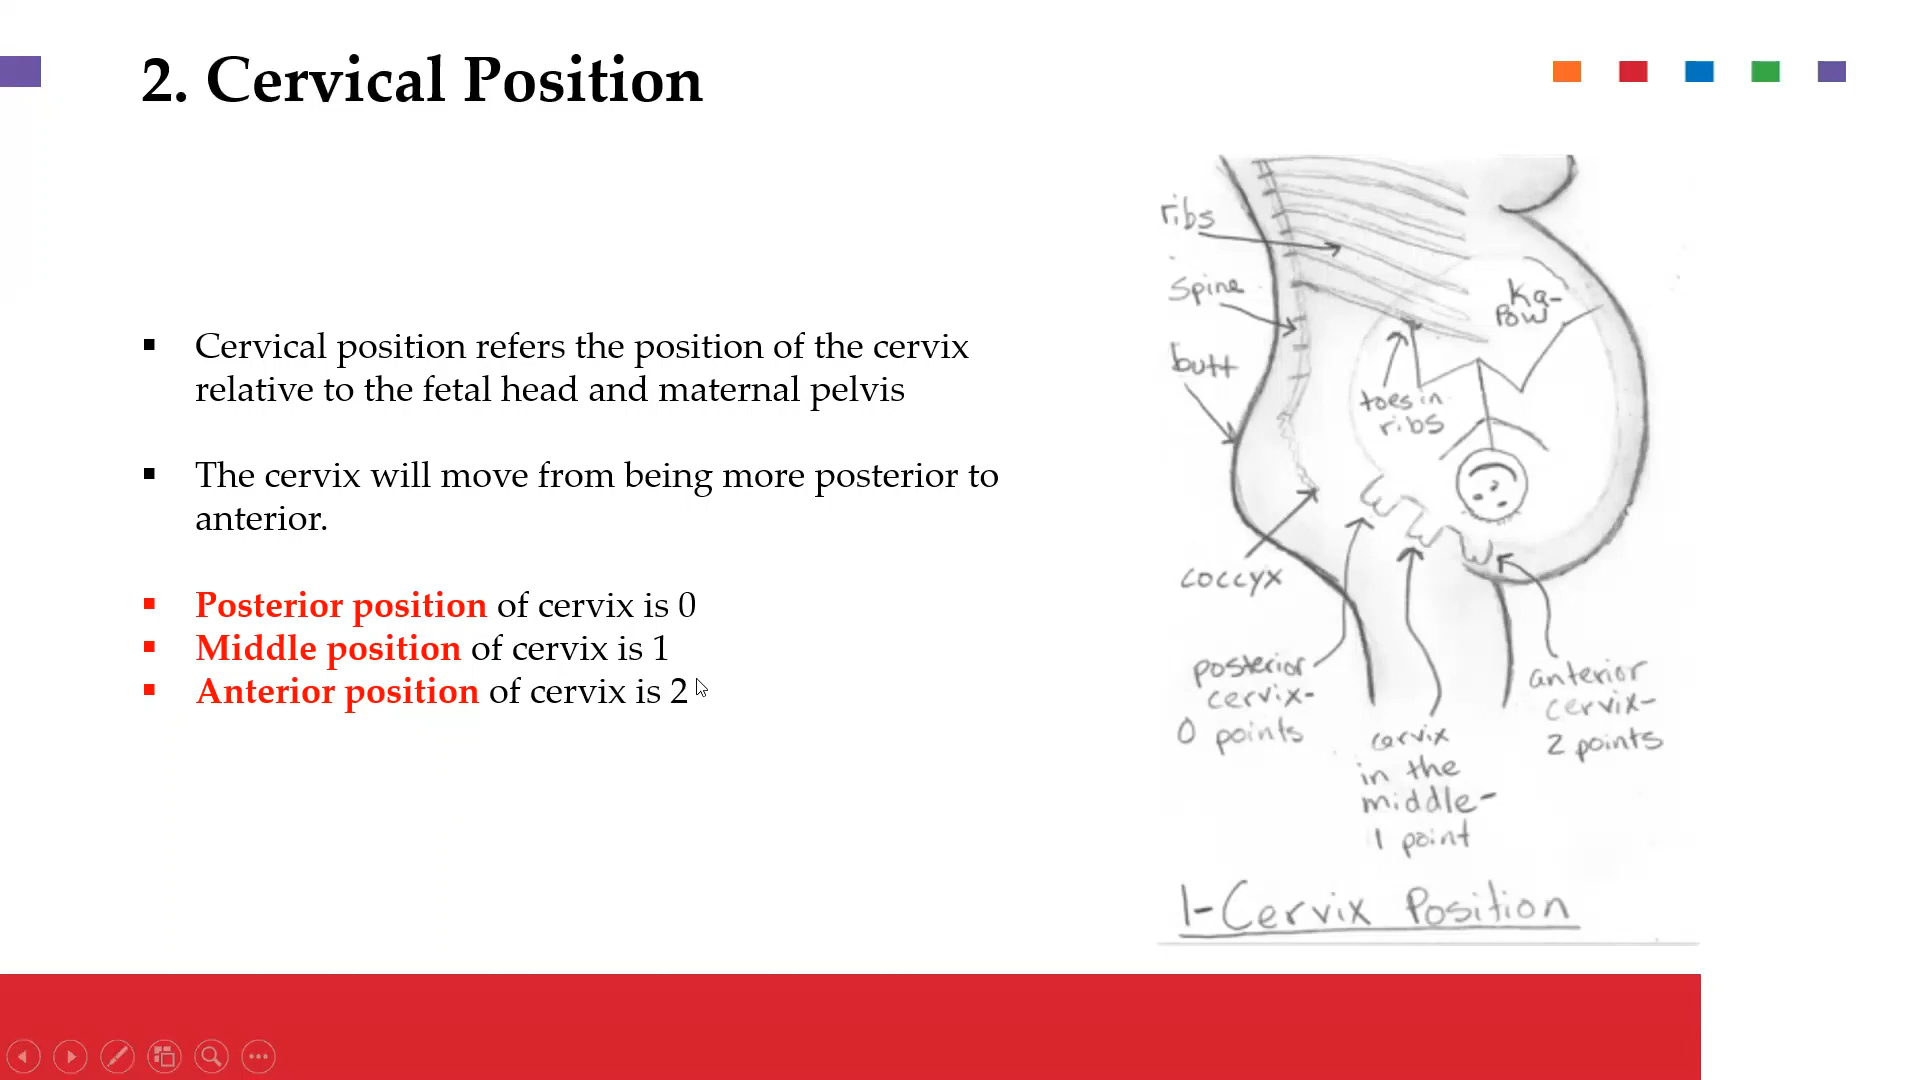 2. Cervical Position
▪ Cervical position refers the position of the cervix
relative to the fetal head and maternal pelvis
▪ The cervix will move from being more posterior to
anterior.
▪ Posterior position of cervix is 0
▪ Middle position of cervix is 1
▪ Anterior position of cervix is 2
ribs
Spine
butt
Ka-
Pow
toes in
ribs
coccyx
posterior
cervix-
0 points
cervix
in the
middle-
1 point
anterior
cervix-
2 points
1-Cervix Position